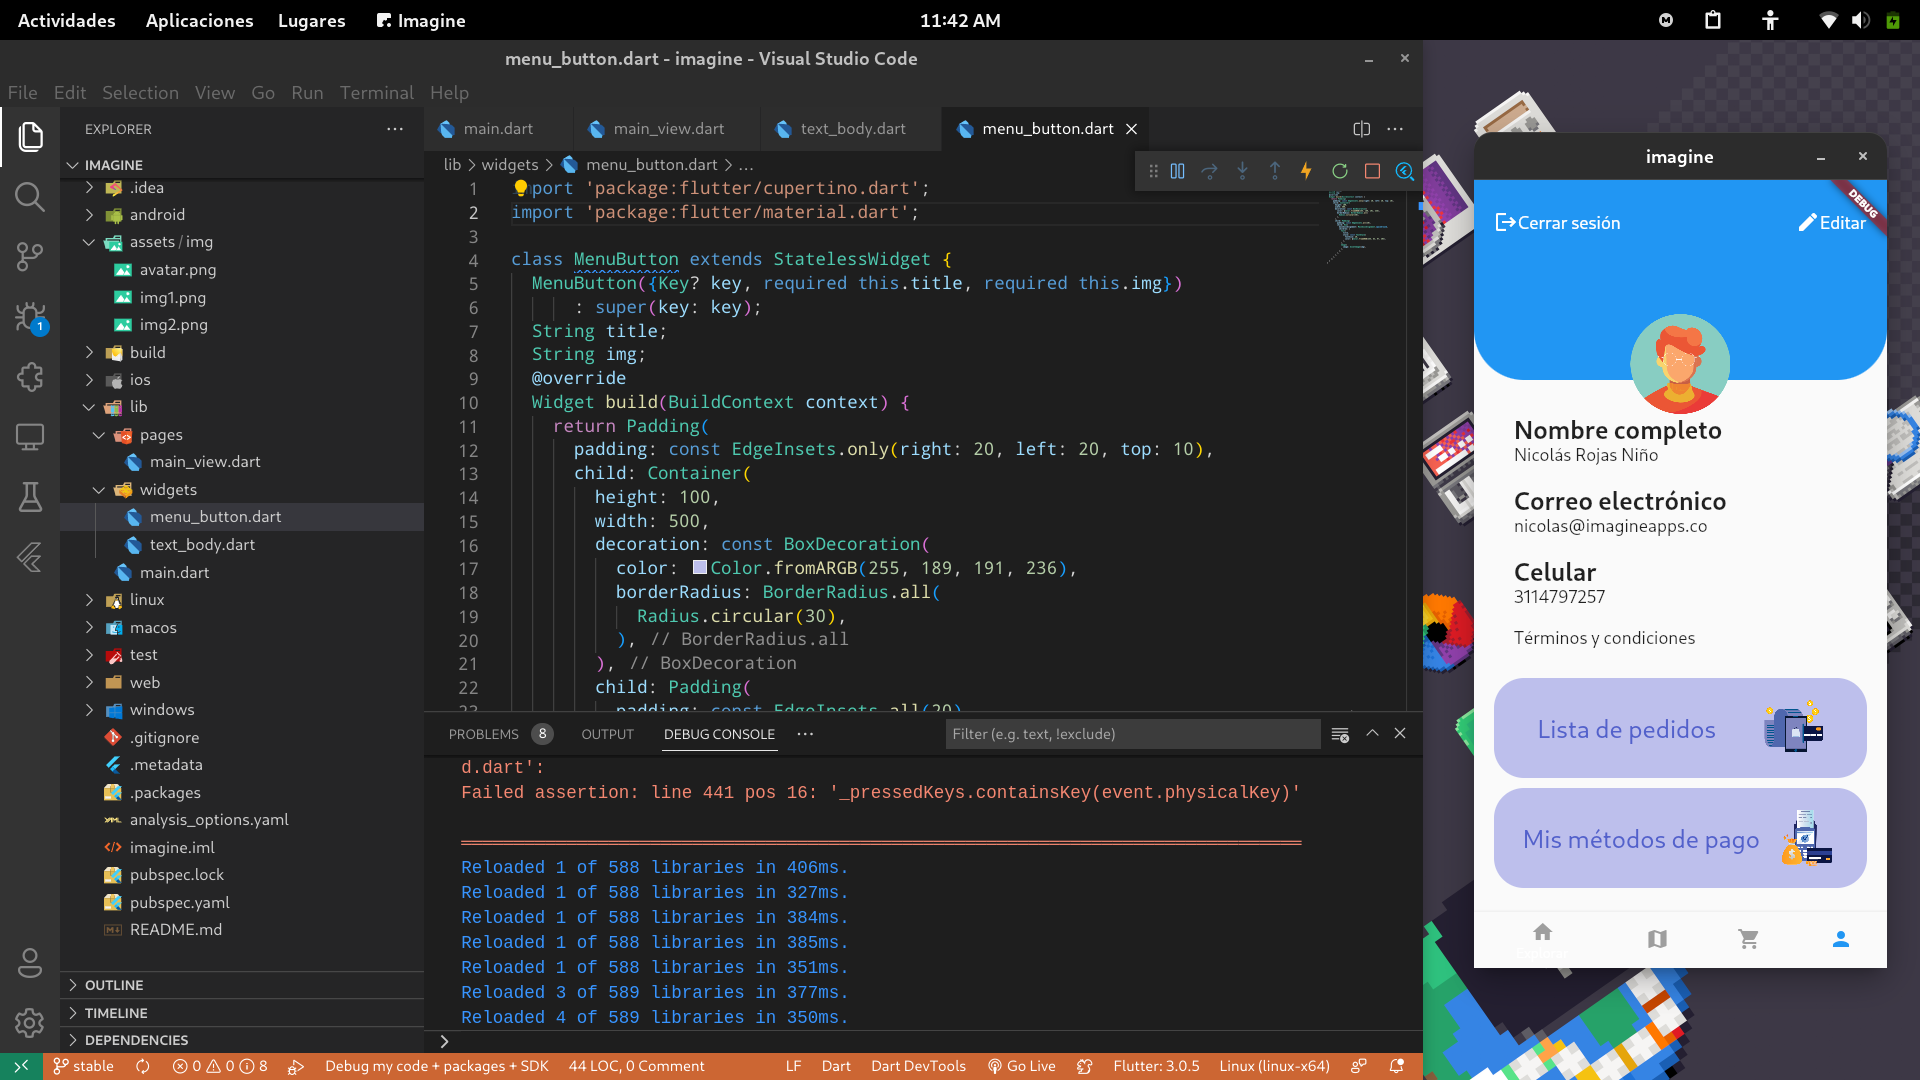 Actividades Aplicaciones Lugares Imagine
11:42 AM
menu_button.dart - imagine - Visual Studio Code
File Edit Selection View Go Run Terminal Help
EXPLORER
IMAGINE
.idea
android
assets / img
avatar.png
img1.png
img2.png
build
ios
lib
pages
main_view.dart
widgets
menu_button.dart
text_body.dart
main.dart
linux
macos
test
web
windows
.gitignore
.metadata
.packages
analysis_options.yaml
imagine.iml
pubspec.lock
pubspec.yaml
README.md
OUTLINE
TIMELINE
DEPENDENCIES
1
main.dart main_view.dart text_body.dart menu_button.dart
lib > widgets > menu_button.dart > ...
1 port 'package:flutter/cupertino.dart';
2 import 'package:flutter/material.dart';
3
4 class MenuButton extends StatelessWidget {
5 MenuButton({Key? key, required this.title, required this.img})
6 : super(key: key);
7 String title;
8 String img;
9 @override
10 Widget build(BuildContext context) {
11 return Padding(
12 padding: const EdgeInsets.only(right: 20, left: 20, top: 10),
13 child: Container(
14 height: 100,
15 width: 500,
16 decoration: const BoxDecoration(
17 color: Color.fromARGB(255, 189, 191, 236),
18 borderRadius: BorderRadius.all(
19 Radius.circular(30),
20 ), // BorderRadius.all
21 ), // BoxDecoration
22 child: Padding(
23 padding: const EdgeInsets.all(20)
PROBLEMS 8 OUTPUT DEBUG CONSOLE
Filter (e.g. text, !exclude)
d.dart':
Failed assertion: line 441 pos 16: '_pressedKeys.containsKey(event.physicalKey)'
Reloaded 1 of 588 libraries in 406ms.
Reloaded 1 of 588 libraries in 327ms.
Reloaded 1 of 588 libraries in 384ms.
Reloaded 1 of 588 libraries in 385ms.
Reloaded 1 of 588 libraries in 351ms.
Reloaded 3 of 589 libraries in 377ms.
Reloaded 4 of 589 libraries in 350ms.
stable 0 0 8 Debug my code + packages + SDK 44 LOC, 0 Comment LF Dart Dart DevTools Go Live Flutter: 3.0.5 Linux (linux-x64)
imagine
DEBUG
Cerrar sesión Editar
Nombre completo
Nicolás Rojas Niño
Correo electrónico
nicolas@imagineapps.co
Celular
3114797257
Términos y condiciones
Lista de pedidos
Mis métodos de pago